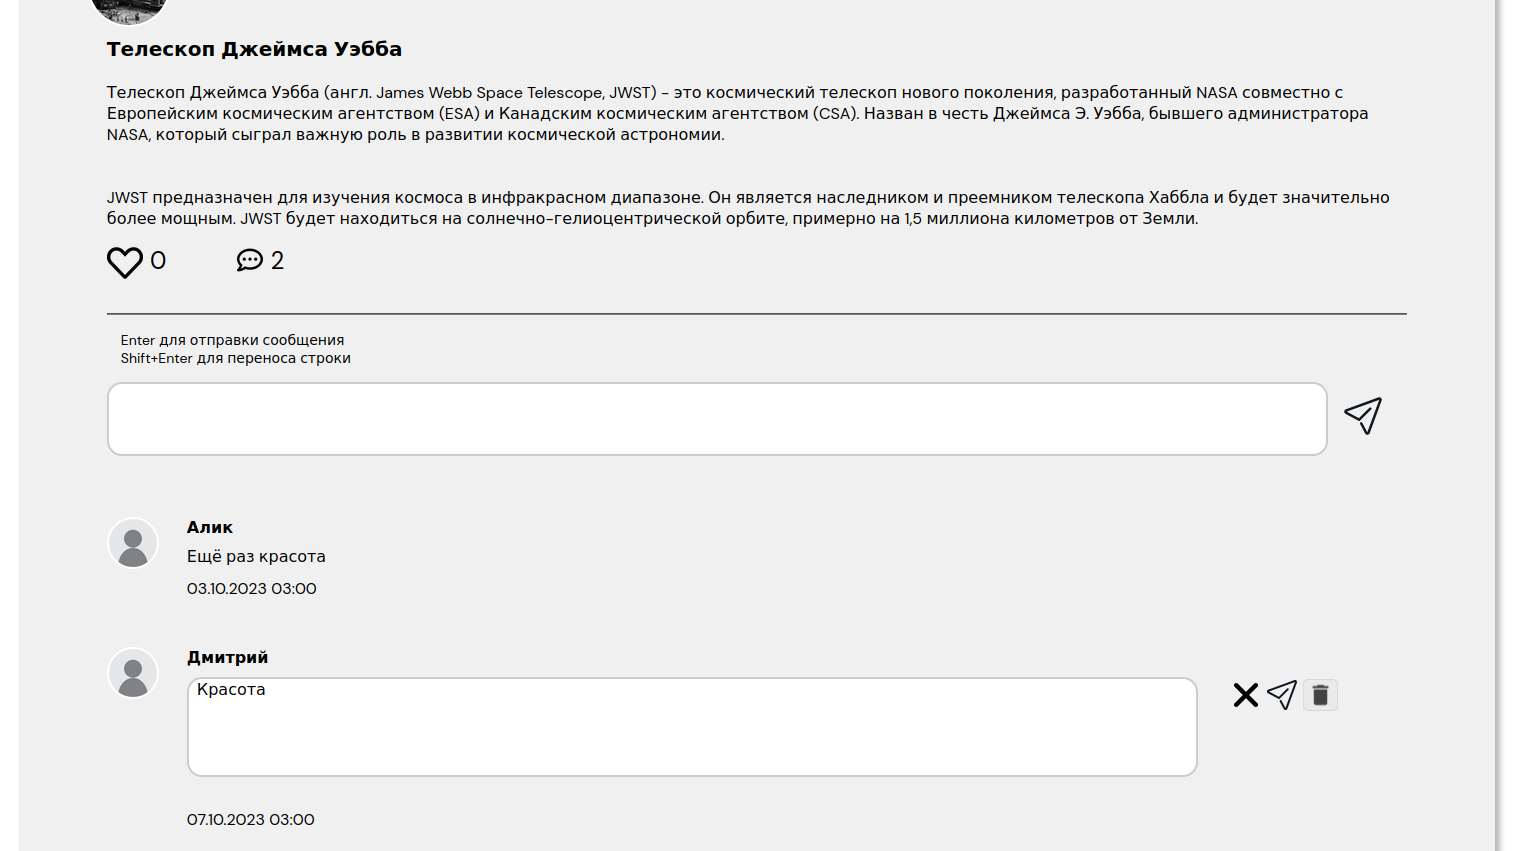 Телескоп Джеймса Уэбба
Телескоп Джеймса Уэбба (англ. James Webb Space Telescope, JWST) - это космический телескоп нового поколения, разработанный NASA совместно с
Европейским космическим агентством (ESA) и Канадским космическим агентством (CSA). Назван в честь Джеймса Э. Уэбба, бывшего администратора
NASA, который сыграл важную роль в развитии космической астрономии.
JWST предназначен для изучения космоса в инфракрасном диапазоне. Он является наследником и преемником телескопа Хаббла и будет значительно
более мощным. JWST будет находиться на солнечно-гелиоцентрической орбите, примерно на 1,5 миллиона километров от Земли.
0 2
Enter для отправки сообщения
Shift+Enter для переноса строки
Алик
Ещё раз красота
03.10.2023 03:00
Дмитрий
Красота
07.10.2023 03:00